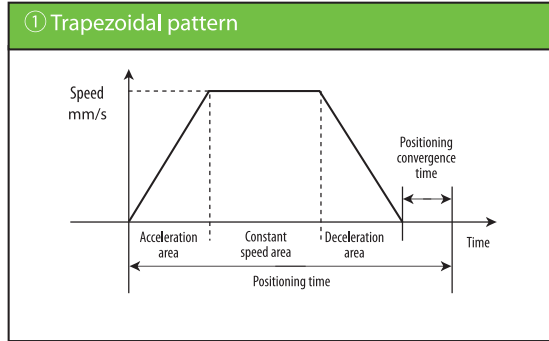 ① Trapezoidal pattern
Speed
mm/s
Positioning
convergence
time
Acceleration
area
Constant
speed area
Deceleration
area
Time
Positioning time